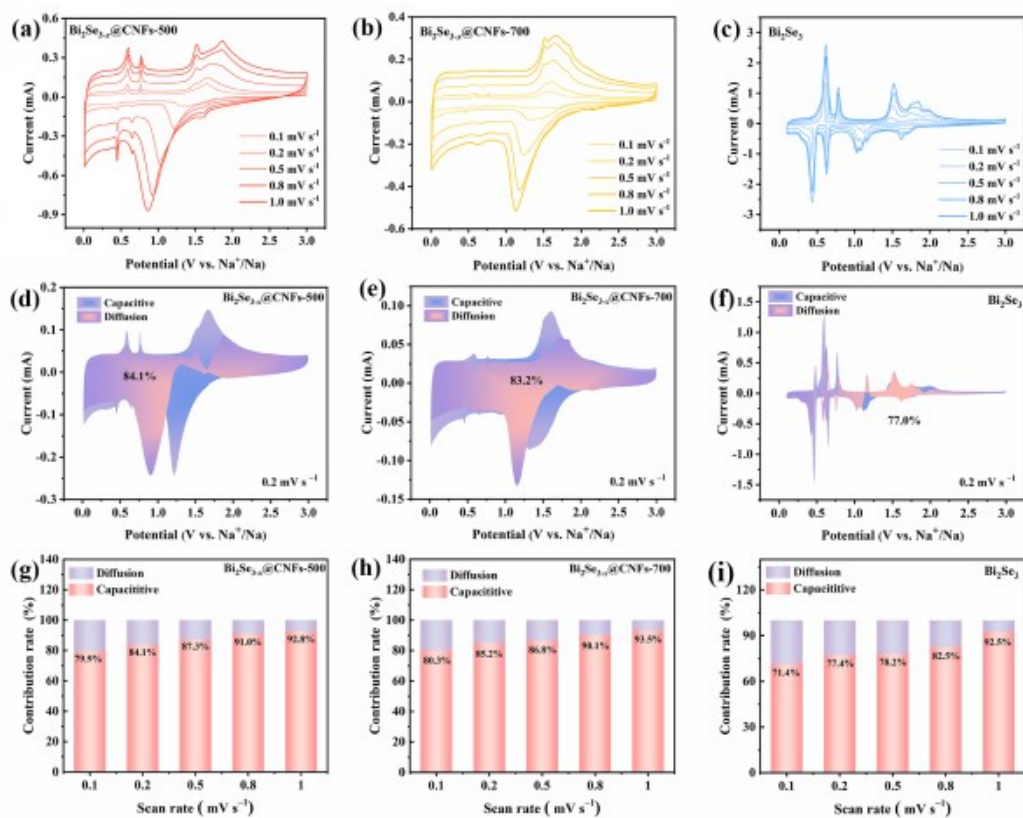 (a)
Bi₂Se₃₋ₓ@CNFs-500
0.6
0.3
0.0
-0.3
-0.6
-0.9
Current (mA)
0.1 mV s⁻¹
0.2 mV s⁻¹
0.5 mV s⁻¹
0.8 mV s⁻¹
1.0 mV s⁻¹
0.0 0.5 1.0 1.5 2.0 2.5 3.0
Potential (V vs. Na⁺/Na)
(b)
Bi₂Se₃₋ₓ@CNFs-700
0.4
0.2
0.0
-0.2
-0.4
-0.6
Current (mA)
0.1 mV s⁻¹
0.2 mV s⁻¹
0.5 mV s⁻¹
0.8 mV s⁻¹
1.0 mV s⁻¹
0.0 0.5 1.0 1.5 2.0 2.5 3.0
Potential (V vs. Na⁺/Na)
(c)
Bi₂Se₃
3
2
1
0
-1
-2
-3
Current (mA)
0.1 mV s⁻¹
0.2 mV s⁻¹
0.5 mV s⁻¹
0.8 mV s⁻¹
1.0 mV s⁻¹
0.0 0.5 1.0 1.5 2.0 2.5 3.0
Potential (V vs. Na⁺/Na)
(d)
Bi₂Se₃₋ₓ@CNFs-500
Capacitive
Diffusion
0.2
0.1
0.0
-0.1
-0.2
-0.3
Current (mA)
84.1%
0.2 mV s⁻¹
0.0 0.5 1.0 1.5 2.0 2.5 3.0
Potential (V vs. Na⁺/Na)
(e)
Bi₂Se₃₋ₓ@CNFs-700
Capacitive
Diffusion
0.10
0.05
0.00
-0.05
-0.10
-0.15
Current (mA)
83.2%
0.2 mV s⁻¹
0.0 0.5 1.0 1.5 2.0 2.5 3.0
Potential (V vs. Na⁺/Na)
(f)
Bi₂Se₃
Capacitive
Diffusion
1.5
1.0
0.5
0.0
-0.5
-1.0
-1.5
Current (mA)
77.0%
0.2 mV s⁻¹
0.0 0.5 1.0 1.5 2.0 2.5 3.0
Potential (V vs. Na⁺/Na)
(g)
Bi₂Se₃₋ₓ@CNFs-500
Diffusion
Capacititive
140
120
100
80
60
40
20
0
Contribution rate (%)
79.9% 84.1% 87.3% 91.0% 92.8%
0.1 0.2 0.5 0.8 1
Scan rate ( mV s⁻¹)
(h)
Bi₂Se₃₋ₓ@CNFs-700
Diffusion
Capacititive
140
120
100
80
60
40
20
0
Contribution rate (%)
80.3% 85.2% 86.8% 90.1% 93.5%
0.1 0.2 0.5 0.8 1
Scan rate ( mV s⁻¹)
(i)
Bi₂Se₃
Diffusion
Capacititive
120
90
60
30
0
Contribution rate (%)
71.4% 77.4% 78.2% 82.5% 92.5%
0.1 0.2 0.5 0.8 1
Scan rate ( mV s⁻¹)